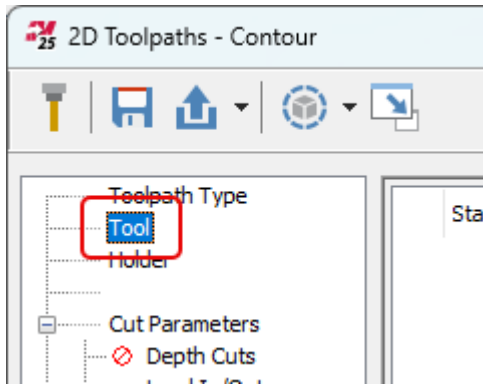 25 2D Toolpaths - Contour
Toolpath Type
Sta
Tool
Holder
Cut Parameters
Depth Cuts